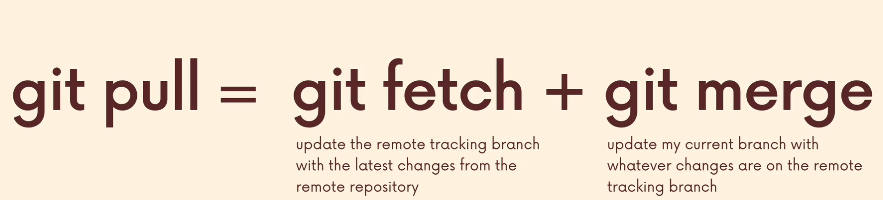 git pull = git fetch + git merge
update the remote tracking branch
with the latest changes from the
remote repository
update my current branch with
whatever changes are on the remote
tracking branch